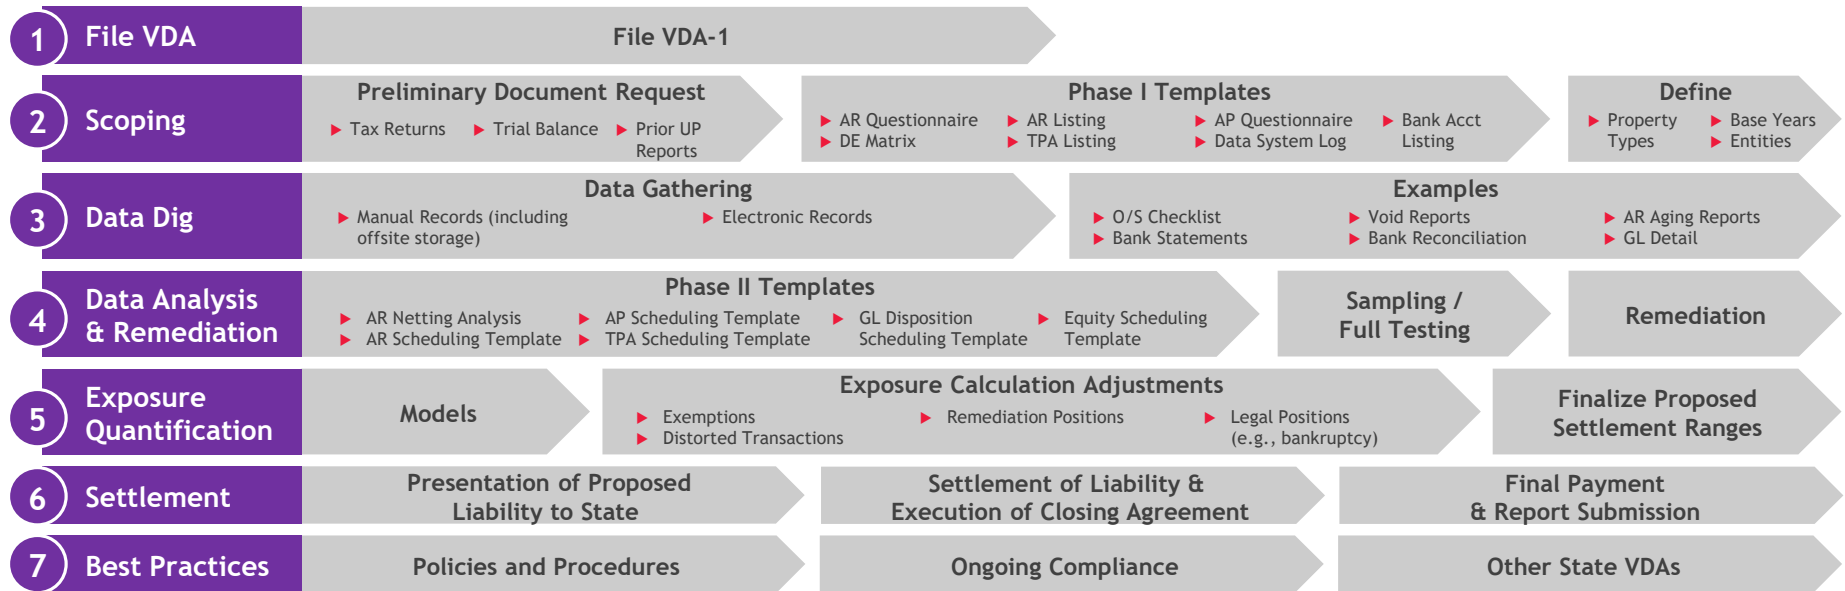 1
File VDA
File VDA-1
2
Scoping
Preliminary Document Request
Tax Returns
Trial Balance
Prior UP
Reports
Phase I Templates
AR Questionnaire
DE Matrix
AR Listing
TPA Listing
AP Questionnaire
Data System Log
Bank Acct
Listing
Define
Property
Types
Base Years
Entities
3
Data Dig
Data Gathering
Manual Records (including
offsite storage)
Electronic Records
Examples
O/S Checklist
Bank Statements
Void Reports
Bank Reconciliation
AR Aging Reports
GL Detail
4
Data Analysis
& Remediation
Phase II Templates
AR Netting Analysis
AR Scheduling Template
AP Scheduling Template
TPA Scheduling Template
GL Disposition
Scheduling Template
Equity Scheduling
Template
Sampling /
Full Testing
Remediation
5
Exposure
Quantification
Models
Exposure Calculation Adjustments
Exemptions
Distorted Transactions
Remediation Positions
Legal Positions
(e.g., bankruptcy)
Finalize Proposed
Settlement Ranges
6
Settlement
Presentation of Proposed
Liability to State
Settlement of Liability &
Execution of Closing Agreement
Final Payment
& Report Submission
7
Best Practices
Policies and Procedures
Ongoing Compliance
Other State VDAs